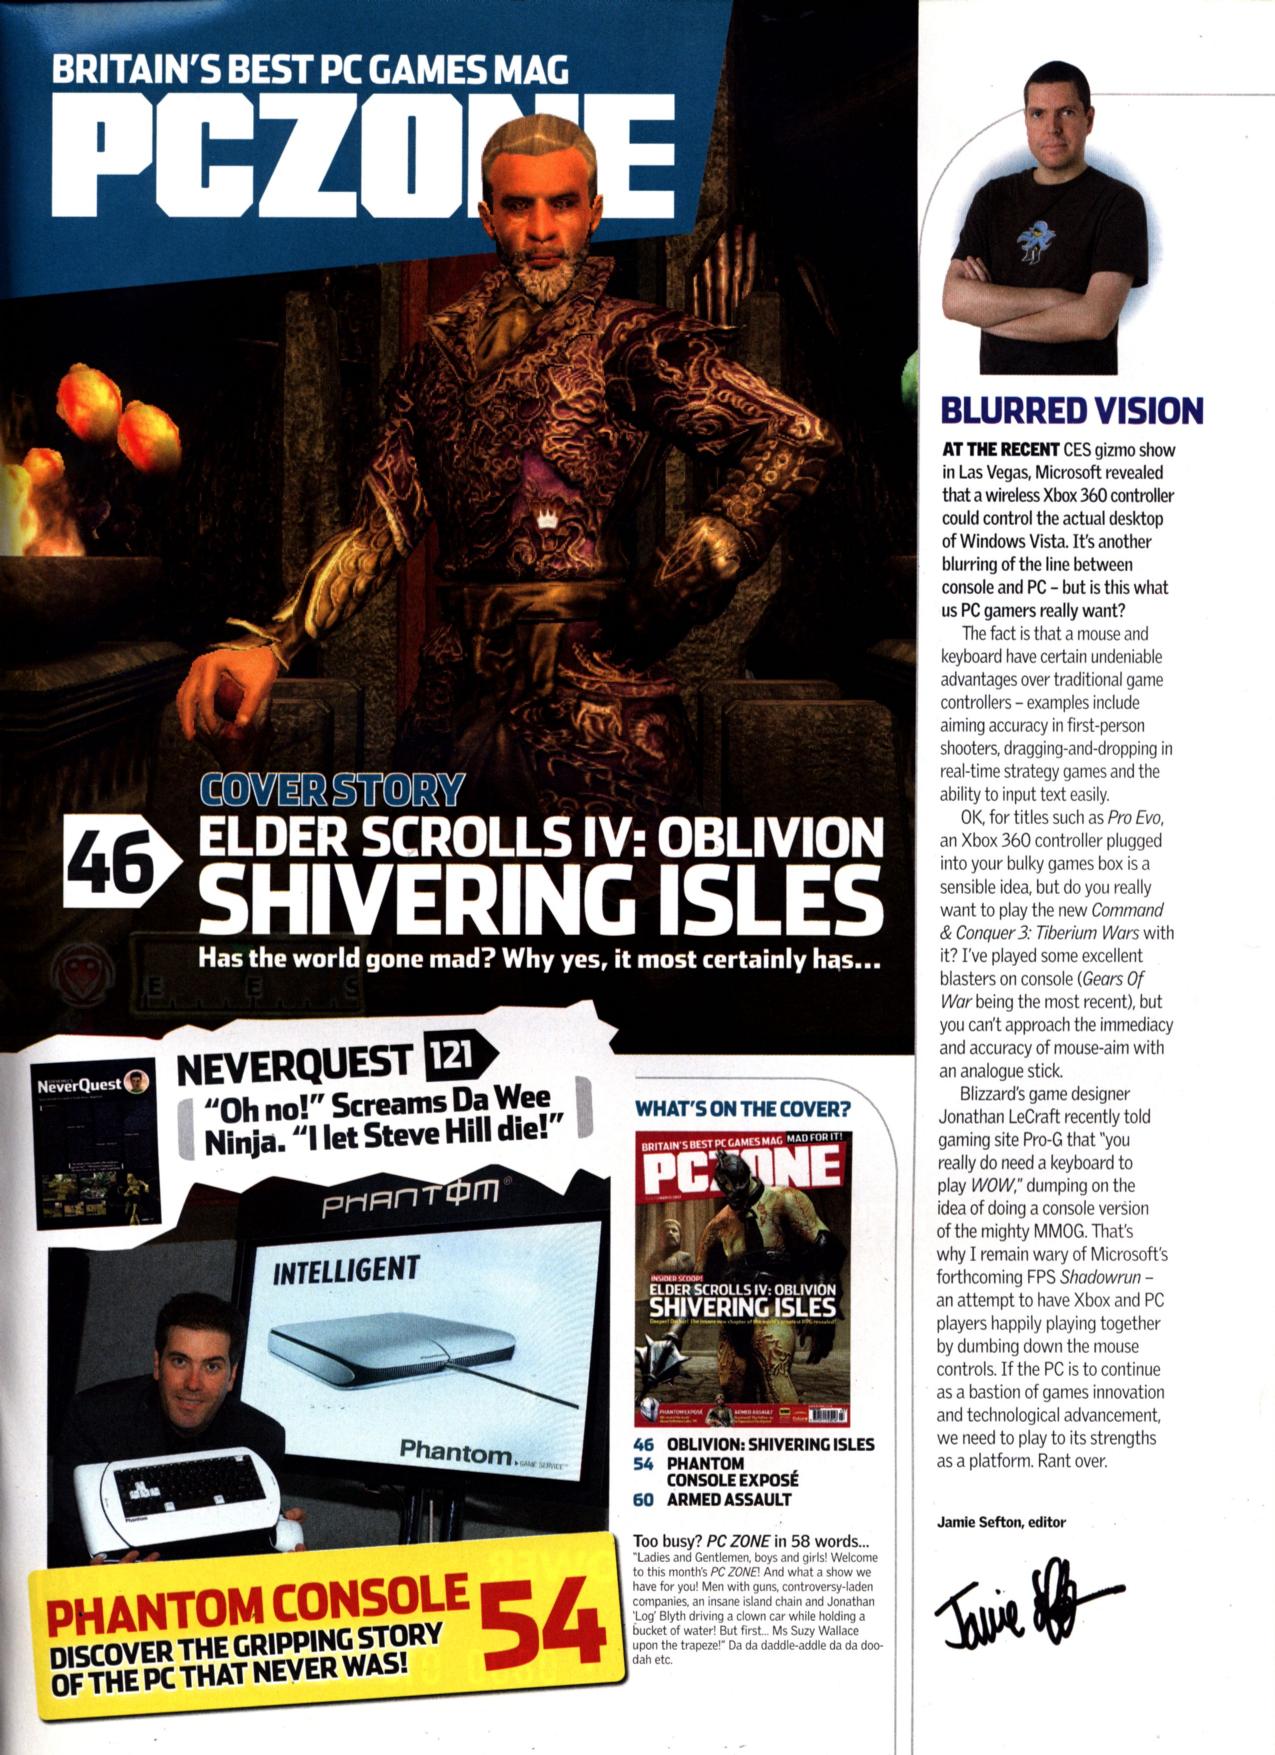 BRITAIN'S BEST PC GAMES MAG
PCZONE
COVER STORY
46
ELDER SCROLLS IV: OBLIVION
SHIVERING ISLES
Has the world gone mad? Why yes, it most certainly has...
E E S
NeverQuest
NEVERQUEST 121
"Oh no!" Screams Da Wee
Ninja. "I let Steve Hill die!"
PHANTOM®
INTELLIGENT
Phantom GAME SERVICE™
Phantom
PHANTOM CONSOLE
DISCOVER THE GRIPPING STORY
OF THE PC THAT NEVER WAS!
54
WHAT'S ON THE COVER?
BRITAIN'S BEST PC GAMES MAG MAD FOR IT!
PCZONE
INSIDER SCOOP!
ELDER SCROLLS IV: OBLIVION
SHIVERING ISLES
PHANTOM EXPOSÉ
ARMED ASSAULT
46 OBLIVION: SHIVERING ISLES
54 PHANTOM
CONSOLE EXPOSÉ
60 ARMED ASSAULT
Too busy? PC ZONE in 58 words...
"Ladies and Gentlemen, boys and girls! Welcome
to this month's PC ZONE! And what a show we
have for you! Men with guns, controversy-laden
companies, an insane island chain and Jonathan
'Log' Blyth driving a clown car while holding a
bucket of water! But first... Ms Suzy Wallace
upon the trapeze!" Da da daddle-addle da da doo-
dah etc.
BLURRED VISION
AT THE RECENT CES gizmo show
in Las Vegas, Microsoft revealed
that a wireless Xbox 360 controller
could control the actual desktop
of Windows Vista. It's another
blurring of the line between
console and PC – but is this what
us PC gamers really want?
The fact is that a mouse and
keyboard have certain undeniable
advantages over traditional game
controllers – examples include
aiming accuracy in first-person
shooters, dragging-and-dropping in
real-time strategy games and the
ability to input text easily.
OK, for titles such as Pro Evo,
an Xbox 360 controller plugged
into your bulky games box is a
sensible idea, but do you really
want to play the new Command
& Conquer 3: Tiberium Wars with
it? I've played some excellent
blasters on console (Gears Of
War being the most recent), but
you can't approach the immediacy
and accuracy of mouse-aim with
an analogue stick.
Blizzard's game designer
Jonathan LeCraft recently told
gaming site Pro-G that "you
really do need a keyboard to
play WOW," dumping on the
idea of doing a console version
of the mighty MMOG. That's
why I remain wary of Microsoft's
forthcoming FPS Shadowrun –
an attempt to have Xbox and PC
players happily playing together
by dumbing down the mouse
controls. If the PC is to continue
as a bastion of games innovation
and technological advancement,
we need to play to its strengths
as a platform. Rant over.
Jamie Sefton, editor